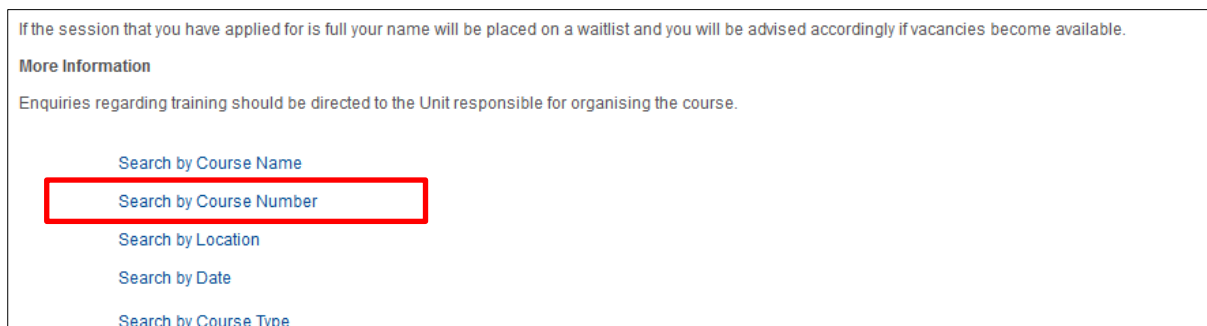 If the session that you have applied for is full your name will be placed on a waitlist and you will be advised accordingly if vacancies become available.
More Information
Enquiries regarding training should be directed to the Unit responsible for organising the course.
Search by Course Name
Search by Course Number
Search by Location
Search by Date
Search by Course Type